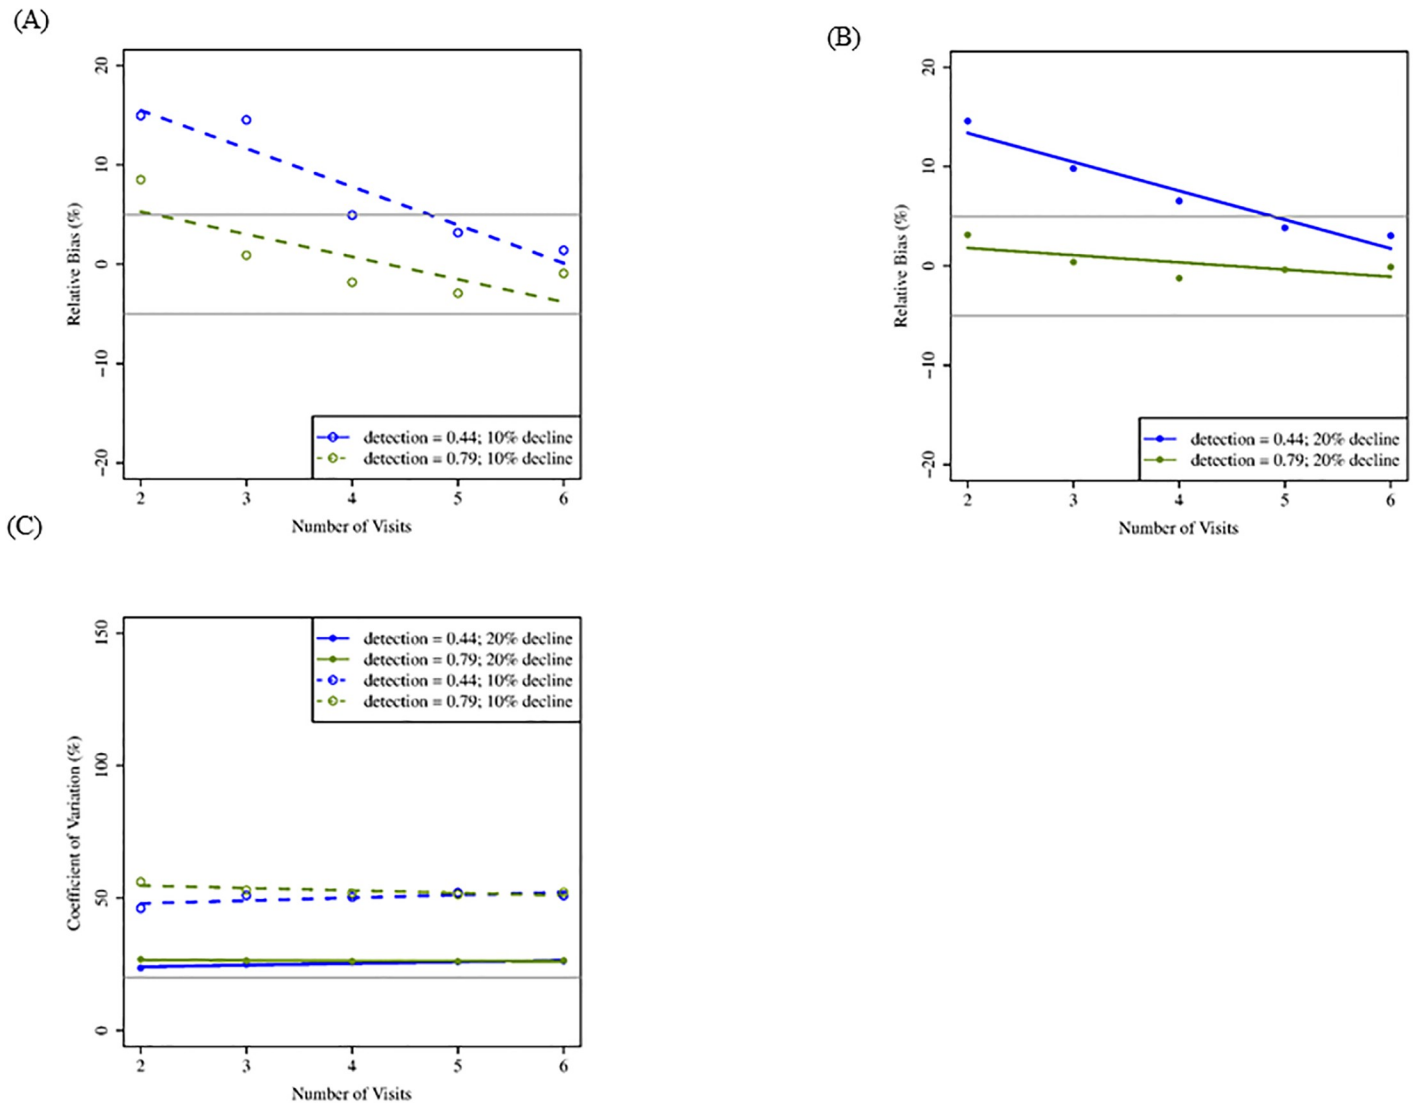 (A)
20
10
0
−10
−20
Relative Bias (%)
detection = 0.44; 10% decline
detection = 0.79; 10% decline
2 3 4 5 6
Number of Visits
(B)
20
10
0
−10
−20
Relative Bias (%)
detection = 0.44; 20% decline
detection = 0.79; 20% decline
2 3 4 5 6
Number of Visits
(C)
150
100
50
0
Coefficient of Variation (%)
detection = 0.44; 20% decline
detection = 0.79; 20% decline
detection = 0.44; 10% decline
detection = 0.79; 10% decline
2 3 4 5 6
Number of Visits